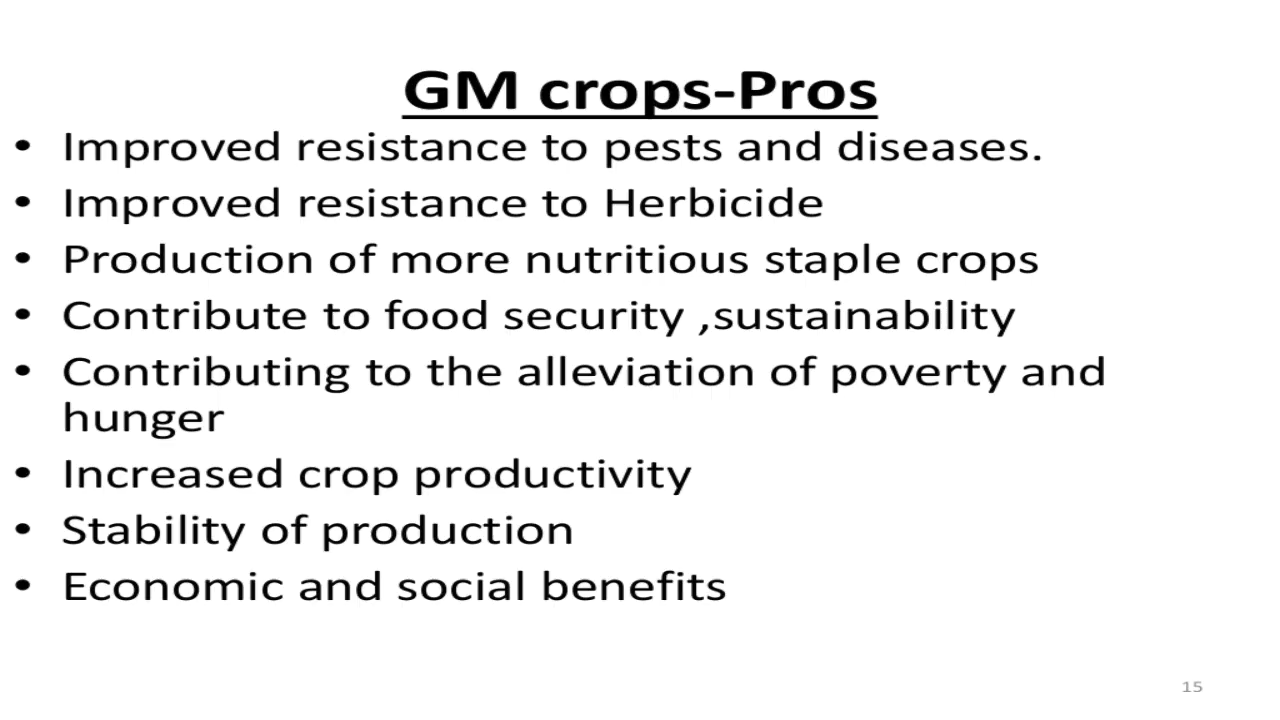 GM crops-Pros
• Improved resistance to pests and diseases.
• Improved resistance to Herbicide
• Production of more nutritious staple crops
• Contribute to food security ,sustainability
• Contributing to the alleviation of poverty and
hunger
• Increased crop productivity
• Stability of production
• Economic and social benefits
15